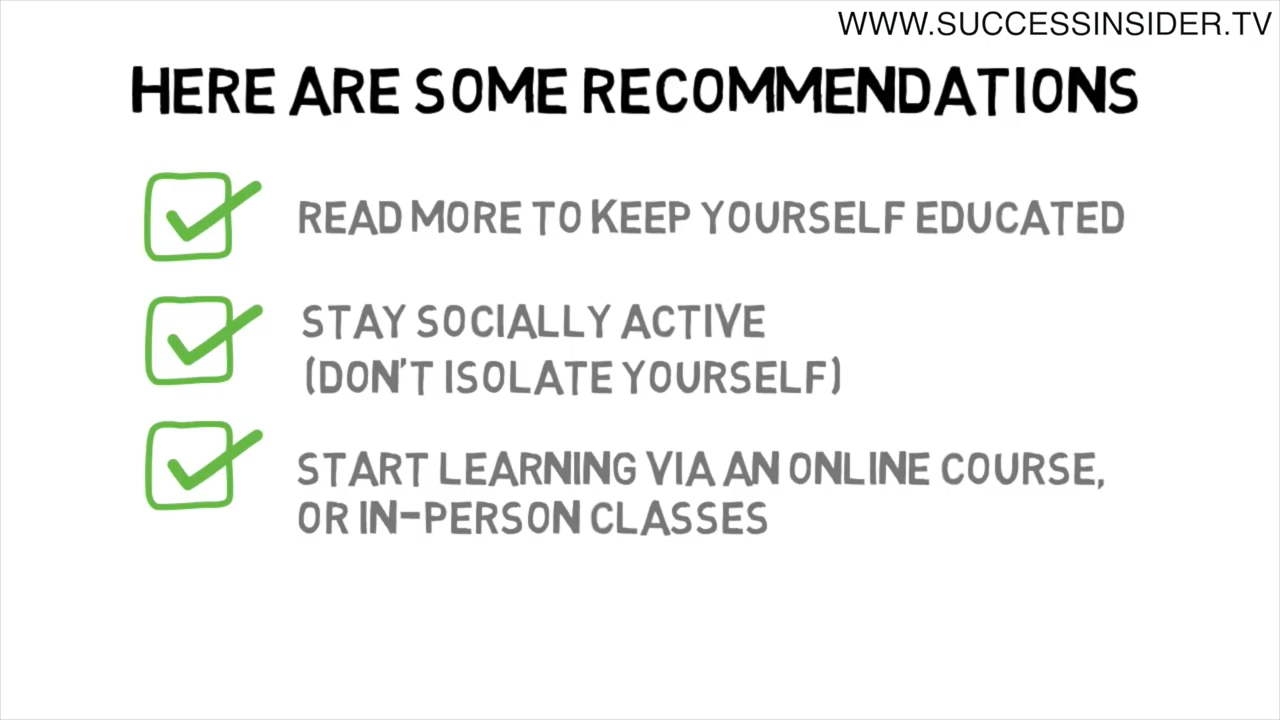 WWW.SUCCESSINSIDER.TV
HERE ARE SOME RECOMMENDATIONS
READ MORE TO KEEP YOURSELF EDUCATED
STAY SOCIALLY ACTIVE
(DON'T ISOLATE YOURSELF)
START LEARNING VIA AN ONLINE COURSE,
OR IN-PERSON CLASSES